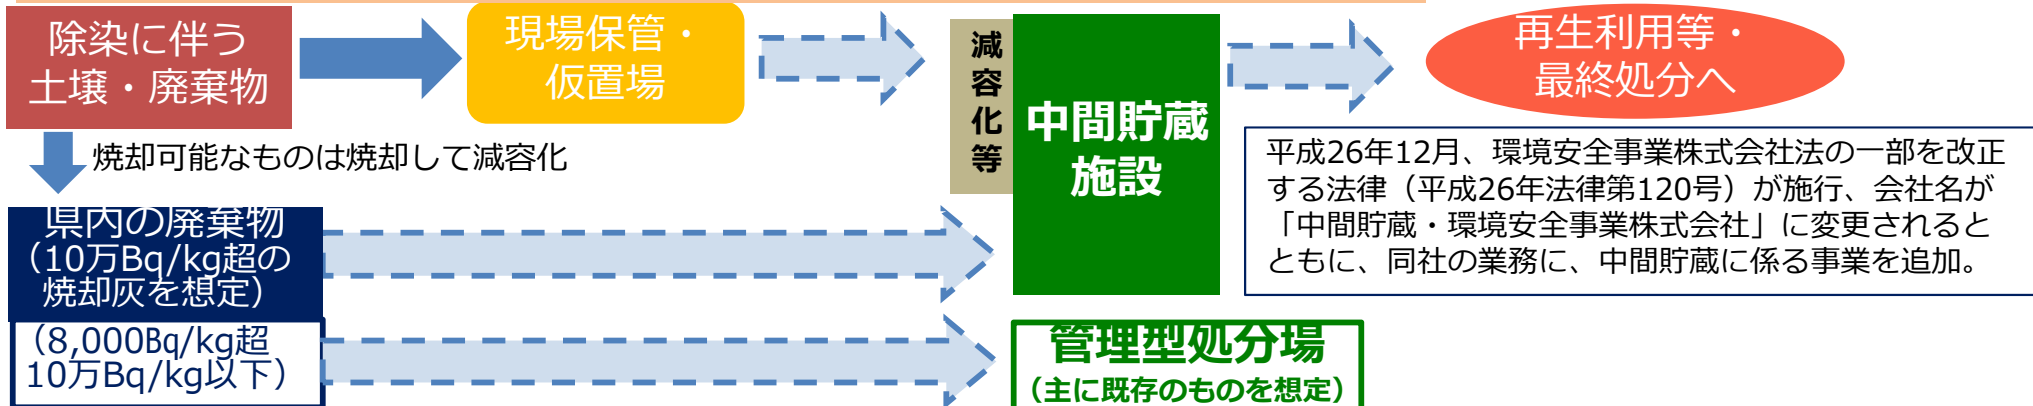 除染に伴う
土壌・廃棄物
現場保管・
仮置場
減
容
化
等
中間貯蔵
施設
再生利用等・
最終処分へ
焼却可能なものは焼却して減容化
平成26年12月、環境安全事業株式会社法の一部を改正
する法律（平成26年法律第120号）が施行、会社名が
「中間貯蔵・環境安全事業株式会社」に変更されると
ともに、同社の業務に、中間貯蔵に係る事業を追加。
県内の廃棄物
（10万Bq/kg超の
焼却灰を想定）
（8,000Bq/kg超
10万Bq/kg以下）
管理型処分場
（主に既存のものを想定）